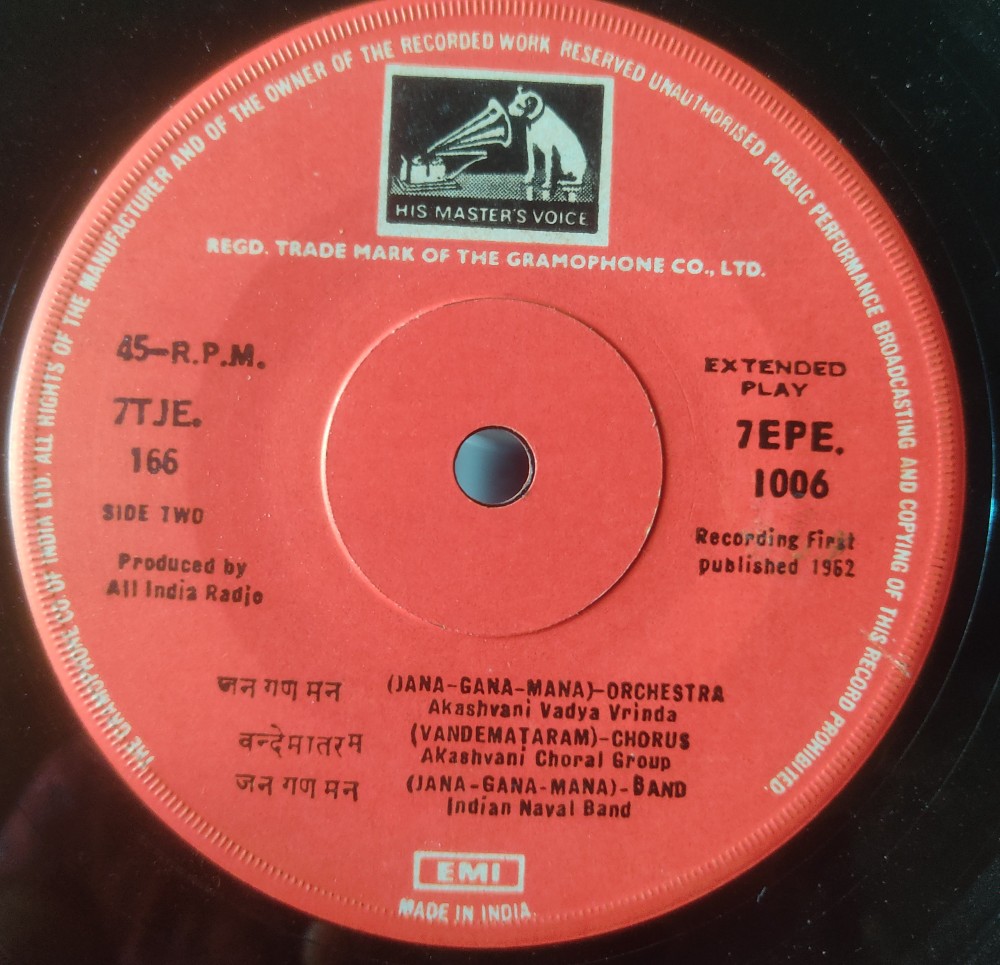 THE GRAMOPHONE CO. OF INDIA LTD. ALL RIGHTS OF THE MANUFACTURER AND OF THE OWNER OF THE RECORDED WORK RESERVED UNAUTHORISED PUBLIC PERFORMANCE BROADCASTING AND COPYING OF THIS RECORD PROHIBITED.
HIS MASTER'S VOICE
REGD. TRADE MARK OF THE GRAMOPHONE CO., LTD.
45-R.P.M.
7TJE.
166
SIDE TWO
Produced by
All India Radio
EXTENDED
PLAY
7EPE.
1006
Recording First
published 1962
जन गण मन (JANA-GANA-MANA)-ORCHESTRA
Akashvani Vadya Vrinda
वन्देमातरम (VANDEMATARAM)-CHORUS
Akashvani Choral Group
जन गण मन (JANA-GANA-MANA)-BAND
Indian Naval Band
EMI
MADE IN INDIA